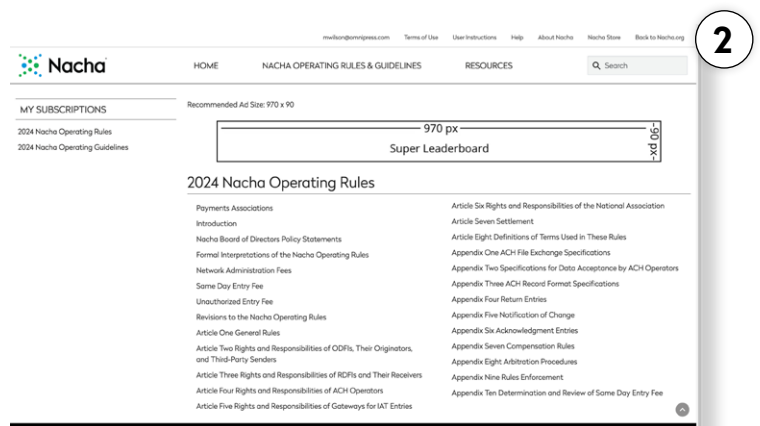 mwilson@omnipress.com Terms of Use User Instructions Help About Nacha Nacha Store Back to Nacha.org
2
Nacha
HOME NACHA OPERATING RULES & GUIDELINES RESOURCES Search
MY SUBSCRIPTIONS
2024 Nacha Operating Rules
2024 Nacha Operating Guidelines
Recommended Ad Size: 970 x 90
970 px
Super Leaderboard
-90 px-
2024 Nacha Operating Rules
Payments Associations
Introduction
Nacha Board of Directors Policy Statements
Formal Interpretations of the Nacha Operating Rules
Network Administration Fees
Same Day Entry Fee
Unauthorized Entry Fee
Revisions to the Nacha Operating Rules
Article One General Rules
Article Two Rights and Responsibilities of ODFIs, Their Originators,
and Third-Party Senders
Article Three Rights and Responsibilities of RDFIs and Their Receivers
Article Four Rights and Responsibilities of ACH Operators
Article Five Rights and Responsibilities of Gateways for IAT Entries
Article Six Rights and Responsibilities of the National Association
Article Seven Settlement
Article Eight Definitions of Terms Used in These Rules
Appendix One ACH File Exchange Specifications
Appendix Two Specifications for Data Acceptance by ACH Operators
Appendix Three ACH Record Format Specifications
Appendix Four Return Entries
Appendix Five Notification of Change
Appendix Six Acknowledgment Entries
Appendix Seven Compensation Rules
Appendix Eight Arbitration Procedures
Appendix Nine Rules Enforcement
Appendix Ten Determination and Review of Same Day Entry Fee